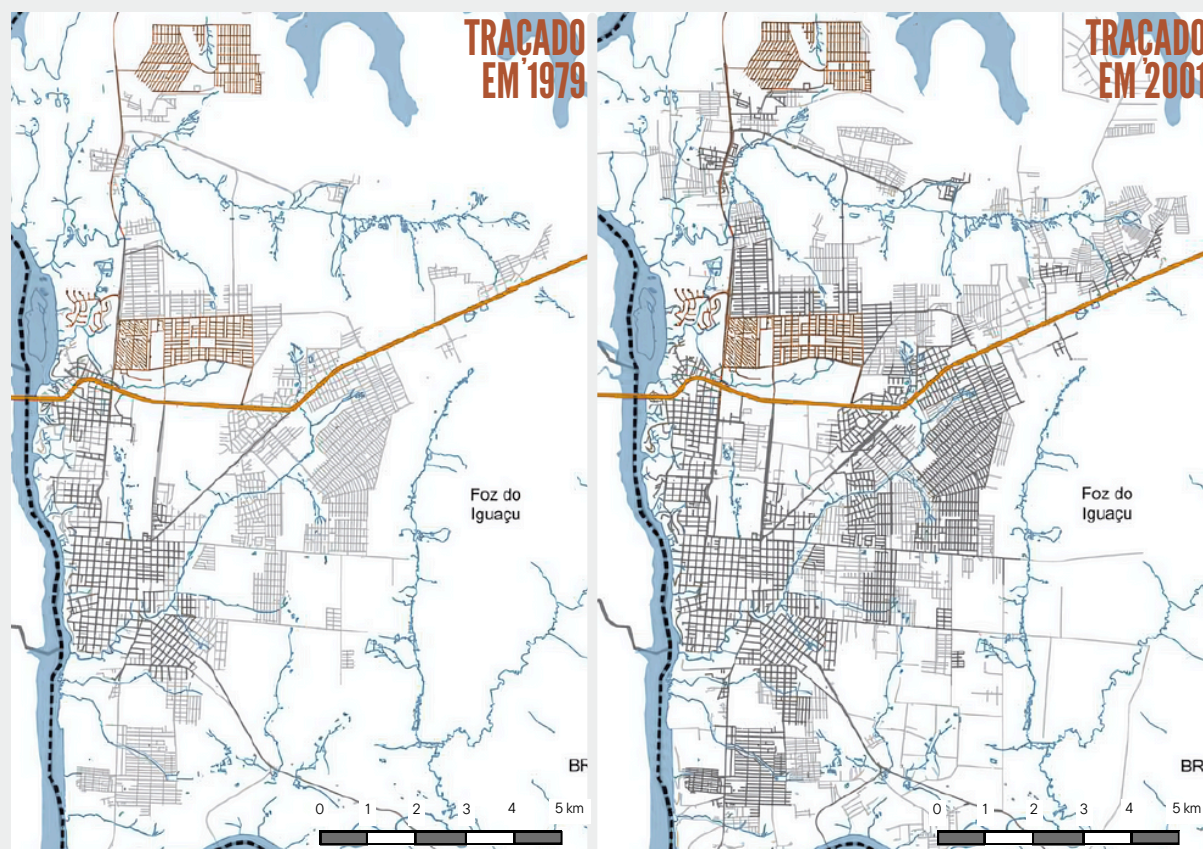 TRAÇADO
EM 1979
Foz do
Iguaçu
BR
0 1 2 3 4 5 km
TRAÇADO
EM 2001
Foz do
Iguaçu
BR
0 1 2 3 4 5 km